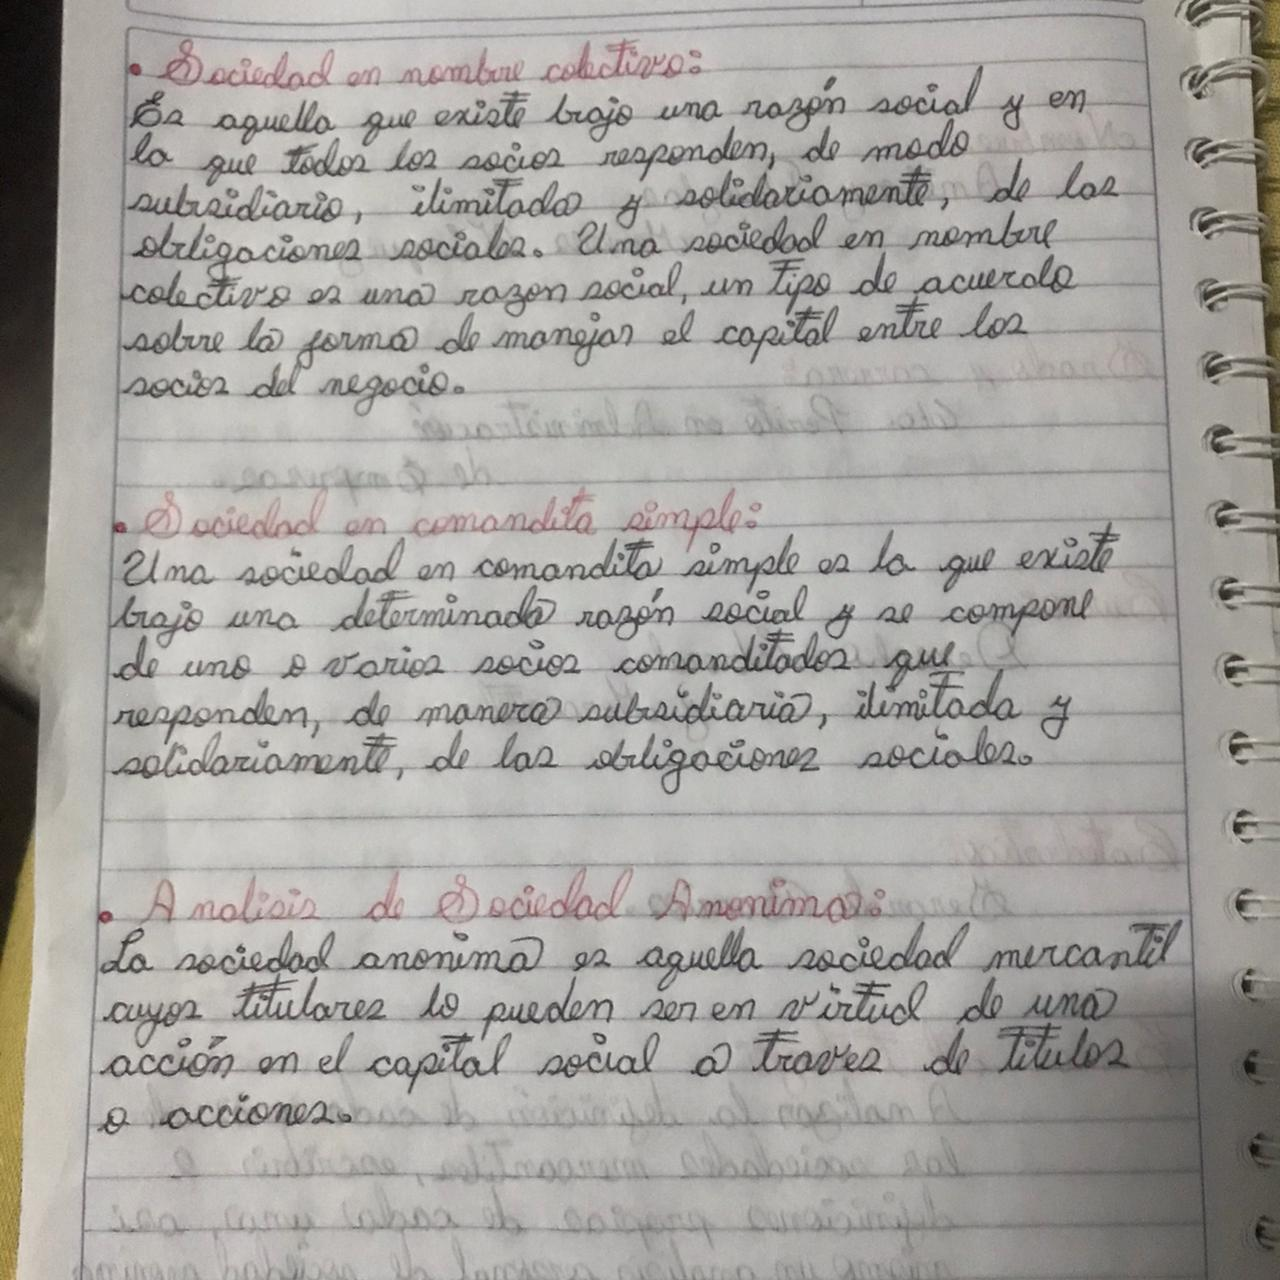 • Sociedad en nombre colectivo:
Es aquella que existe bajo una razón social y en
la que todos los socios responden, de modo
subsidiario, ilimitada y solidariamente, de las
obligaciones sociales. Una sociedad en nombre
colectivo es una razon social, un tipo de acuerdo
sobre la forma de manejar el capital entre los
socios del negocio.
• Sociedad en comandita simple:
Una sociedad en comandita simple es la que existe
bajo una determinada razón social y se compone
de uno o varios socios comanditados que
responden, de manera subsidiaria, ilimitada y
solidariamente, de las obligaciones sociales.
• Analisis de Sociedad Anonima:
La sociedad anonima es aquella sociedad mercantil
cuyos titulares lo pueden ser en virtud de una
acción en el capital social a traves de titulos
o acciones.